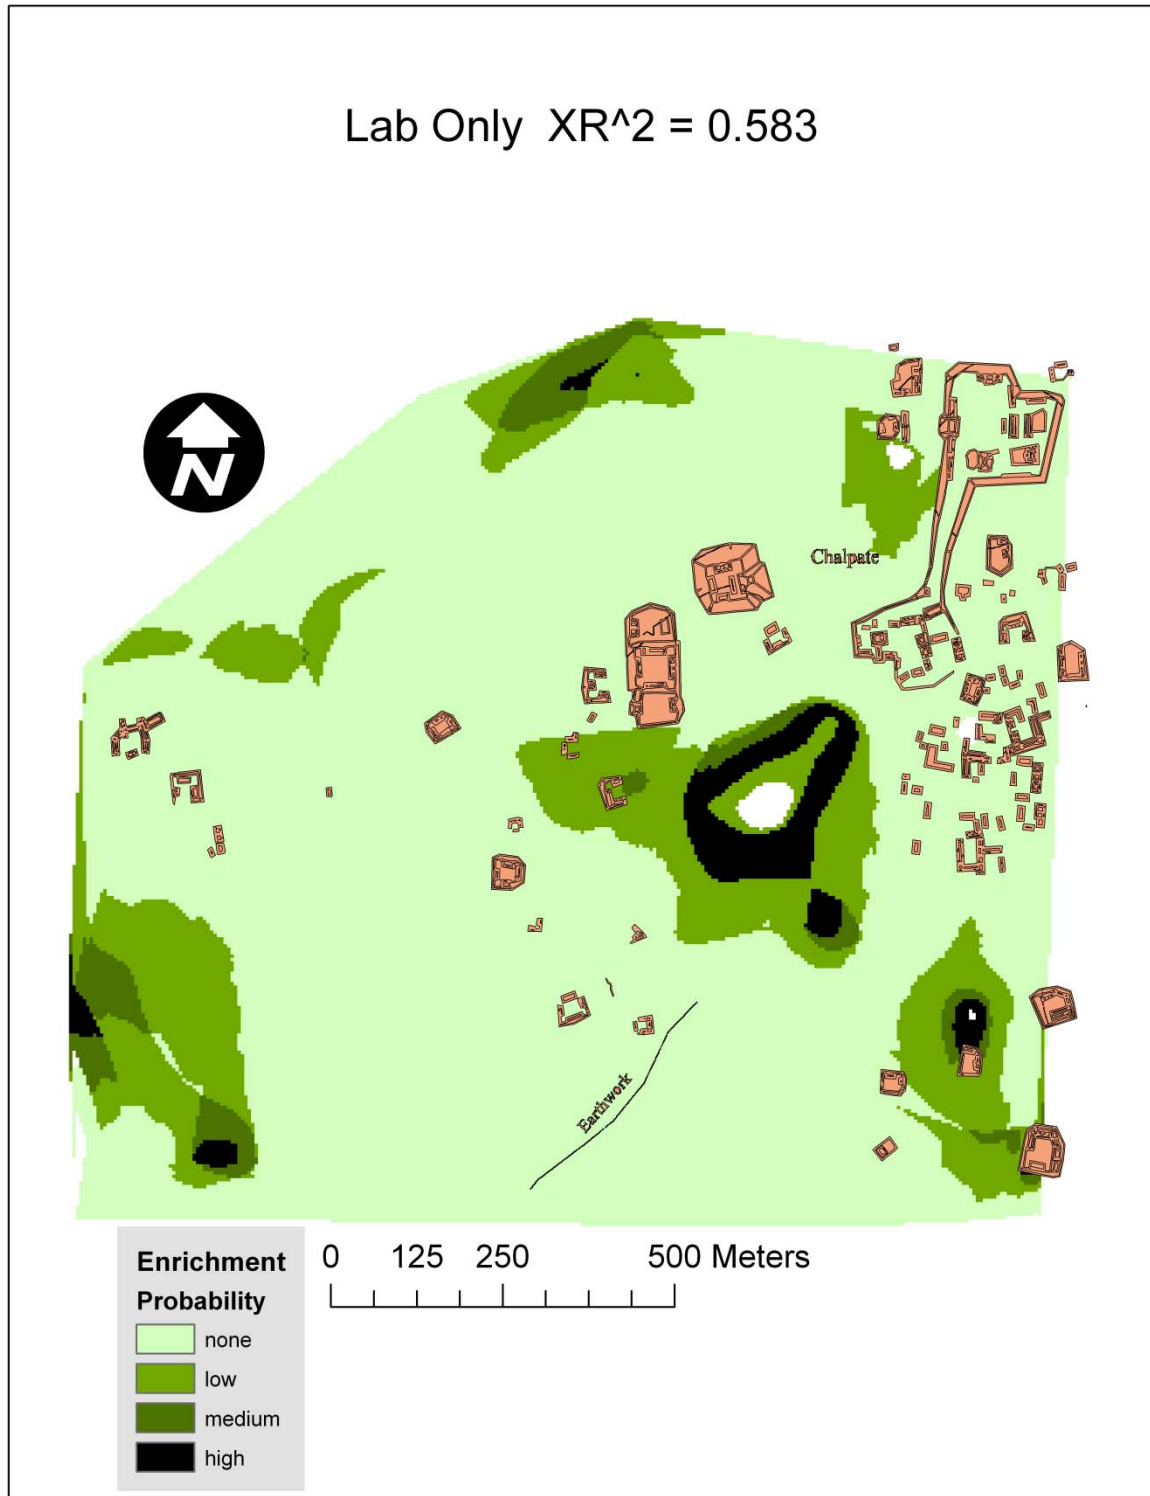 Lab Only  XR^2 = 0.583
N
Chalpate
Earthwork
Enrichment
Probability
none
low
medium
high
0 125 250 500 Meters